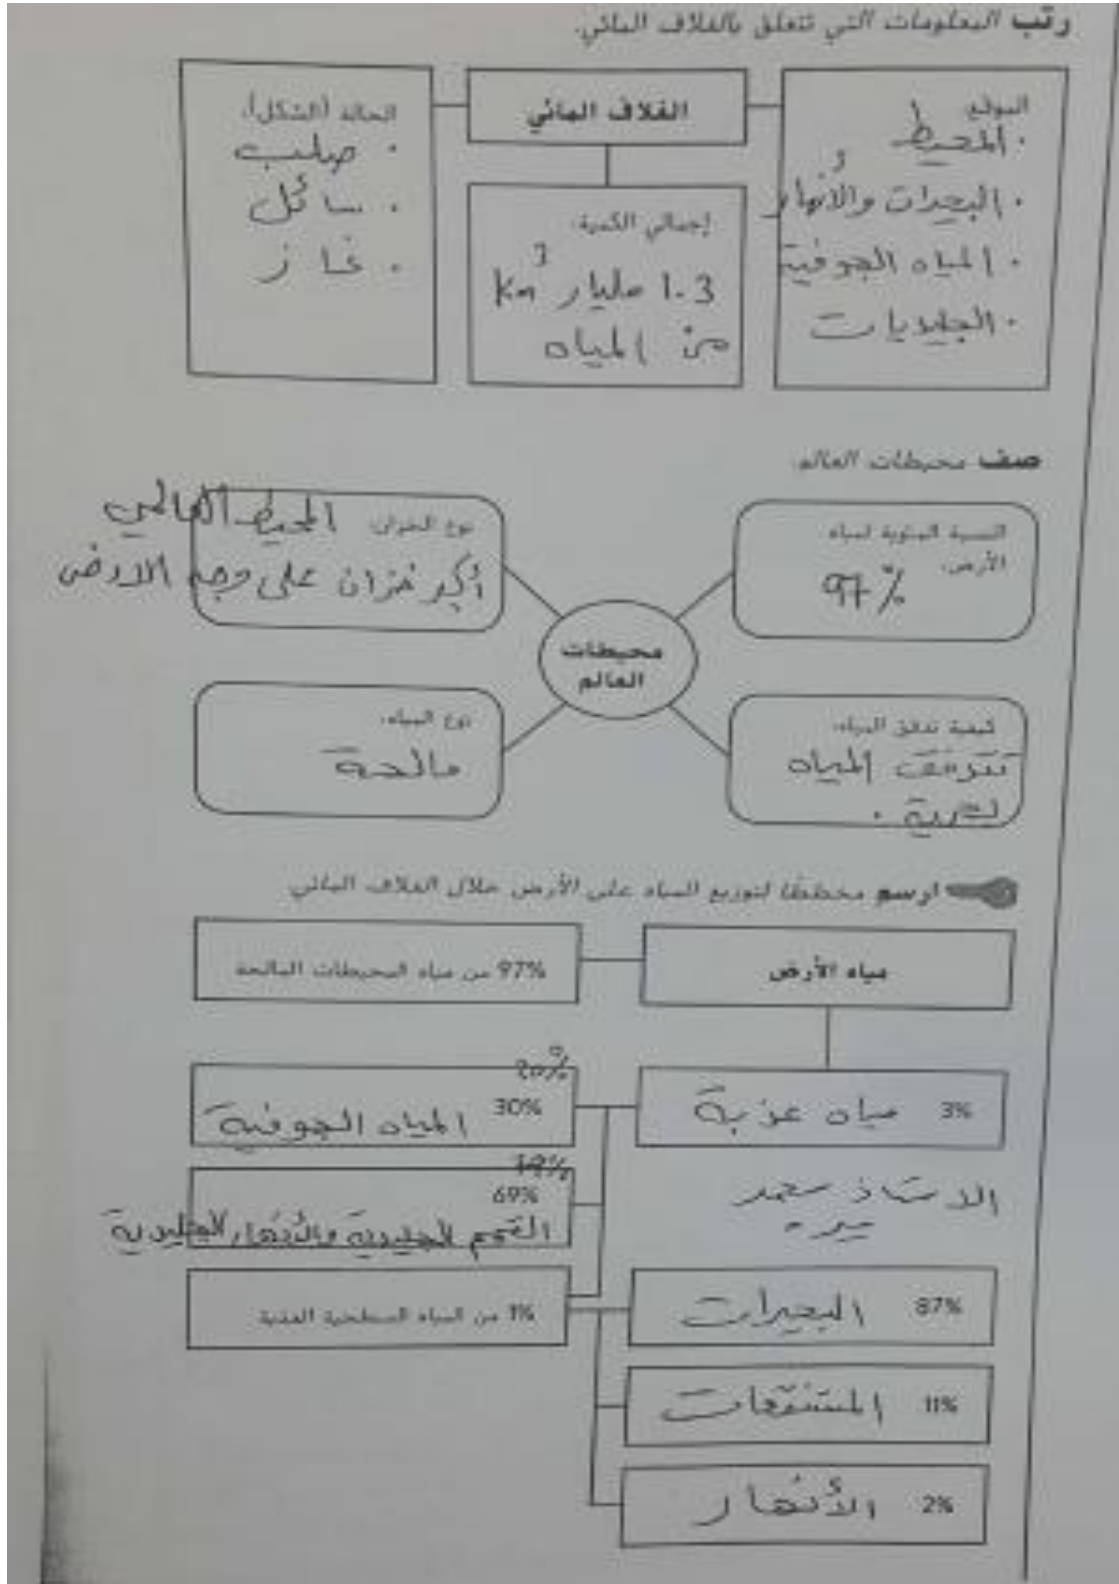 رتب المعلومات التي تتعلق بالغلاف المائي.
الغلاف المائي
الموقع:
• المحيط
• البحيرات والأنهار
• المياه الجوفية
• الجليديات
إجمالي الكمية:
1.3 مليار km³
من المياه
الحالة (الشكل):
• صلب
• سائل
• غاز
صف محيطات العالم.
محيطات
العالم
النسبة المئوية لمياه
الأرض:
97%
نوع الخزان: المحيط العالمي
أكبر خزان على وجه الارض
كيفية تدفق المياه:
تتدفق المياه
بحرية .
نوع المياه:
مالحة
ارسم مخططًا لتوزيع المياه على الأرض خلال الغلاف المائي.
مياه الأرض
97% من مياه المحيطات المالحة
3% مياه عذبة
30% المياه الجوفية
69%
القمم الجليدية والأنهار الجليدية
الاستاذ محمد
1% من المياه السطحية العذبة
87% البحيرات
11% المستنقعات
2% الأنهار